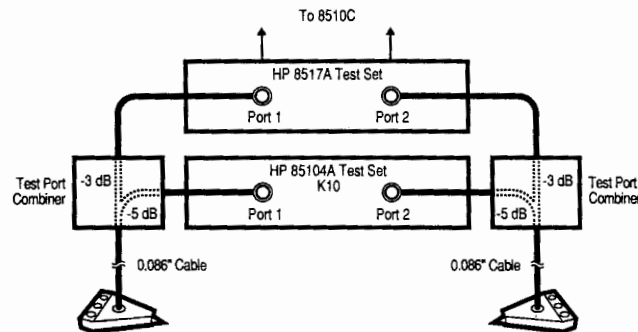 To 8510C
HP 8517A Test Set
Port 1
Port 2
-3 dB
-5 dB
Test Port
Combiner
HP 85104A Test Set
K10
Port 1
Port 2
-3 dB
-5 dB
Test Port
Combiner
0.086" Cable
0.086" Cable